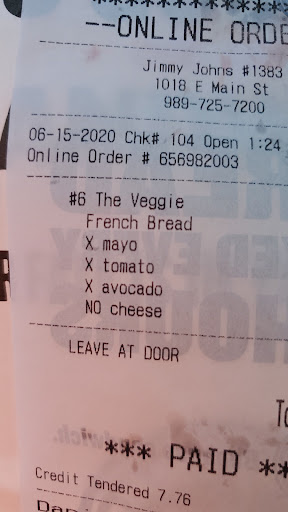 --ONLINE ORDE
Jimmy Johns #1383
1018 E Main St
989-725-7200
06-15-2020 Chk# 104 Open 1:24
Online Order # 656982003
#6 The Veggie
French Bread
X mayo
X tomato
X avocado
NO cheese
LEAVE AT DOOR
*** PAID **
Credit Tendered 7.76